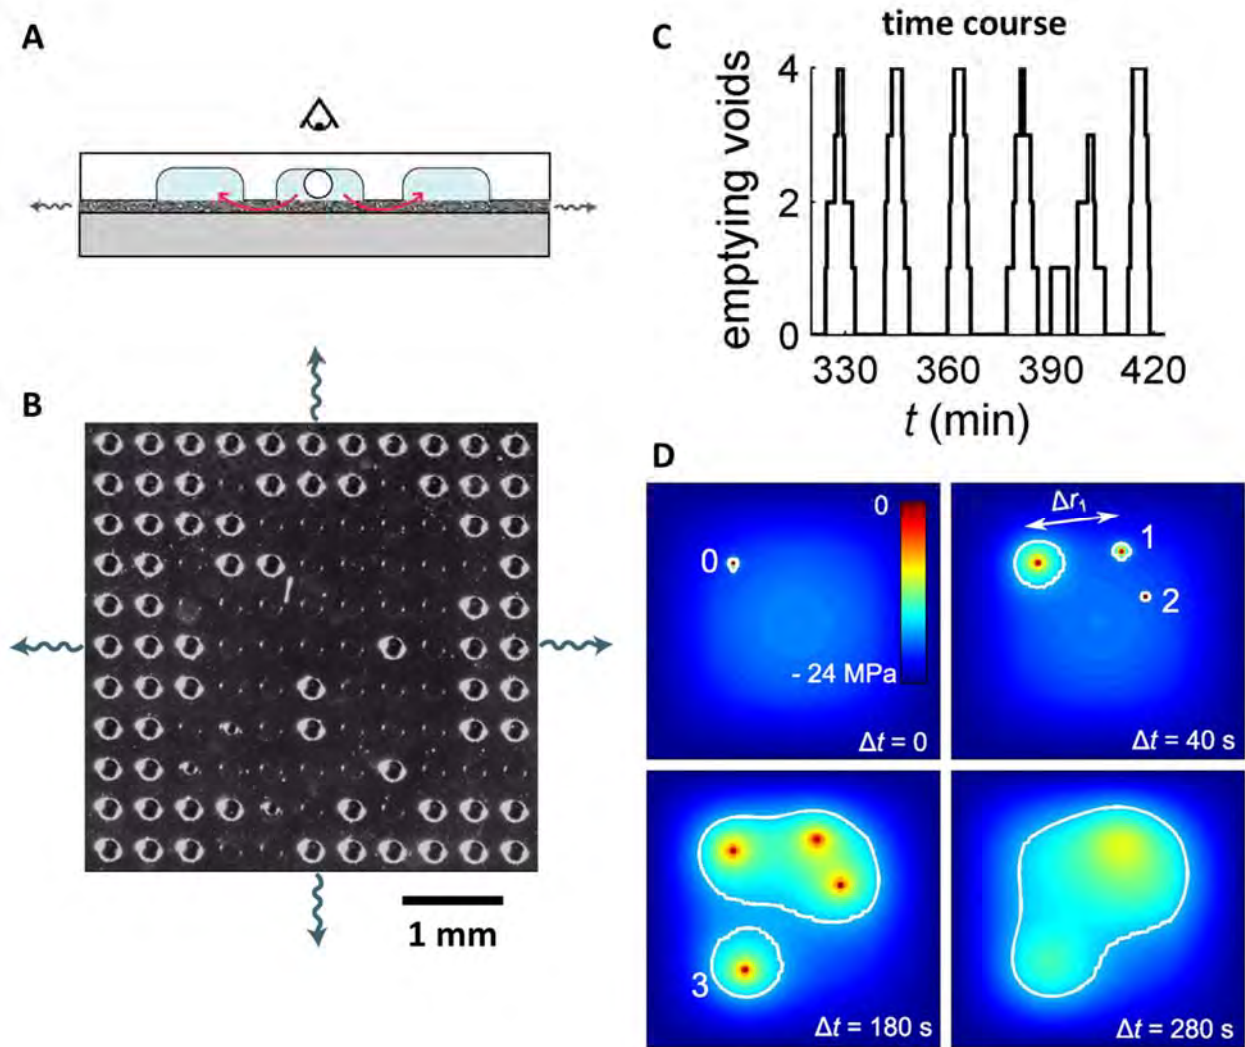 A
B
1 mm
C
time course
emptying voids
4
2
0
330 360 390 420
t (min)
D
0
0
- 24 MPa
Δt = 0
Δr₁
1
2
Δt = 40 s
3
Δt = 180 s
Δt = 280 s